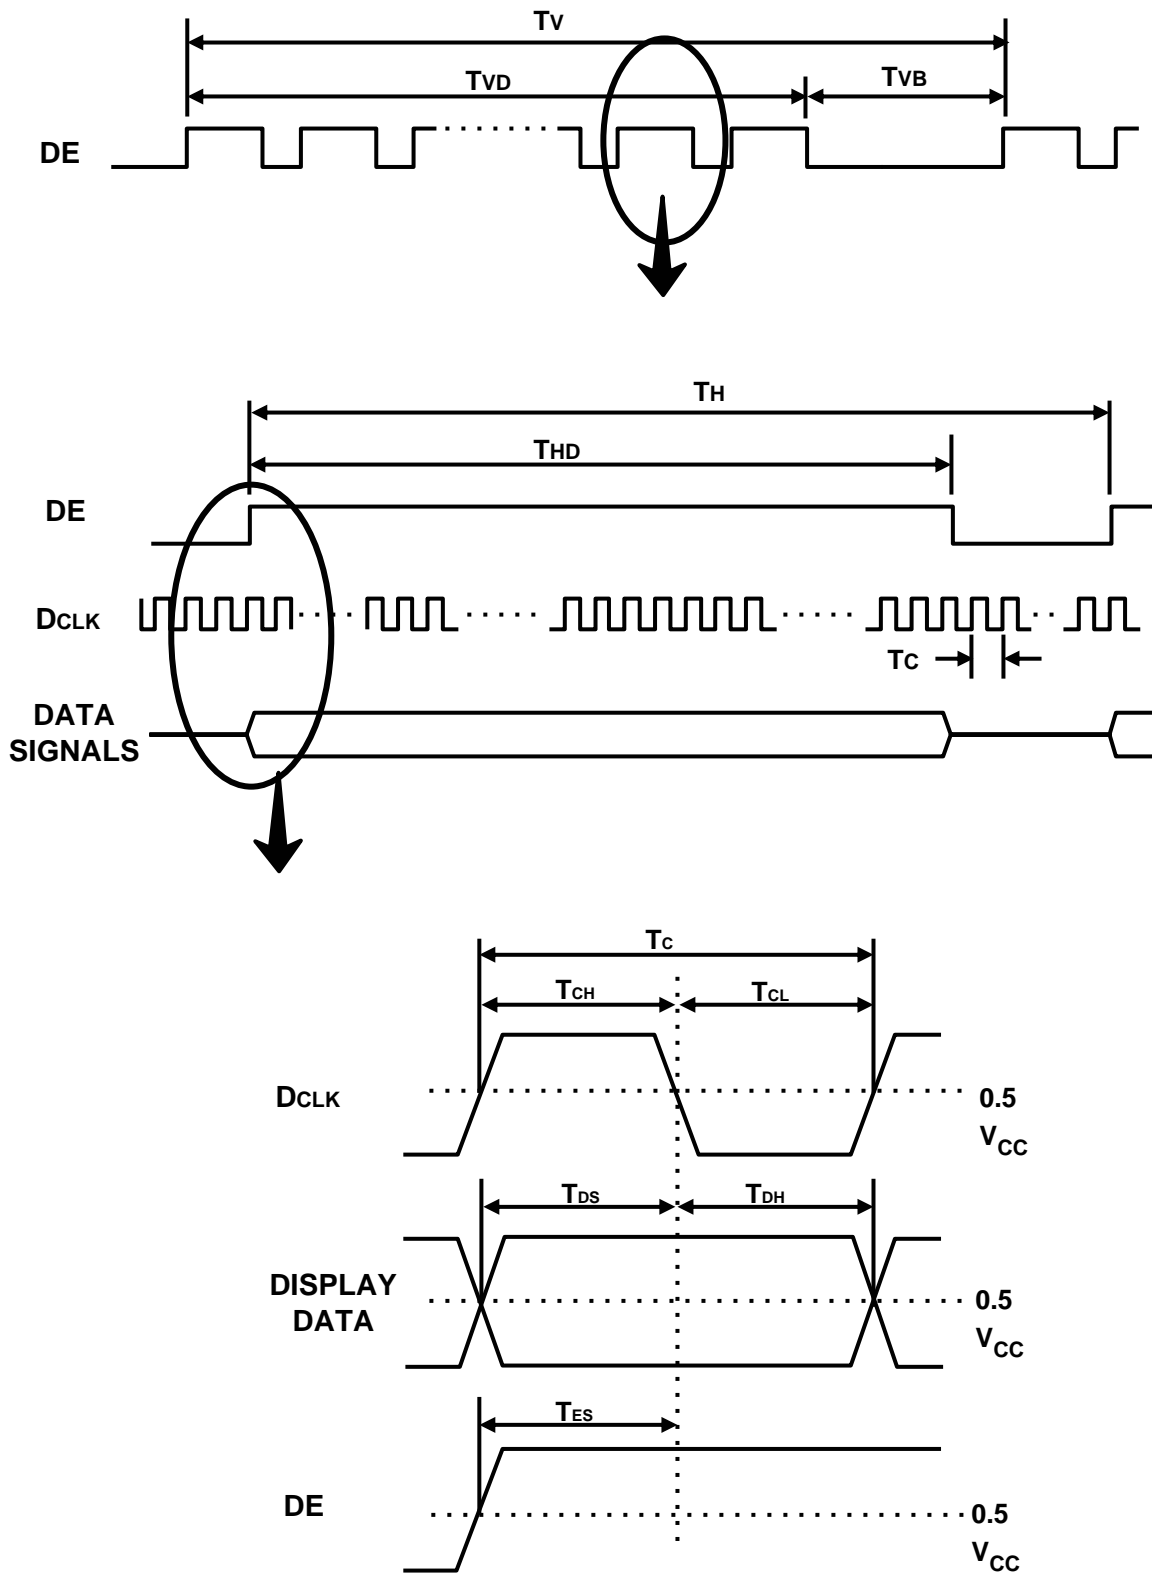 TV
TVD
TVB
DE
TH
THD
DE
DCLK
TC
DATA
SIGNALS
TC
TCH
TCL
DCLK
0.5
VCC
TDS
TDH
DISPLAY
DATA
0.5
VCC
TES
DE
0.5
VCC